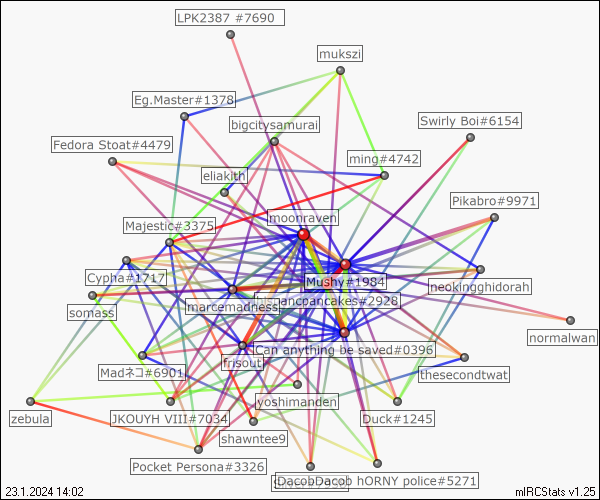 LPK2387 #7690
mukszi
Eg.Master#1378
bigcitysamurai
Swirly Boi#6154
Fedora Stoat#4479
ming#4742
eliakith
Pikabro#9971
moonraven
Majestic#3375
Cypha#1717
Mushy#1984
neokingghidorah
marcemadness
pancakes#2928
somass
normalwan
Can anything be saved#0396
frisout
Madネコ#6901
thesecondtwat
yoshimanden
zebula
JKOUYH VIII#7034
Duck#1245
shawntee9
Pocket Persona#3326
DacobDacob hORNY police#5271
23.1.2024 14:02
mIRCStats v1.25